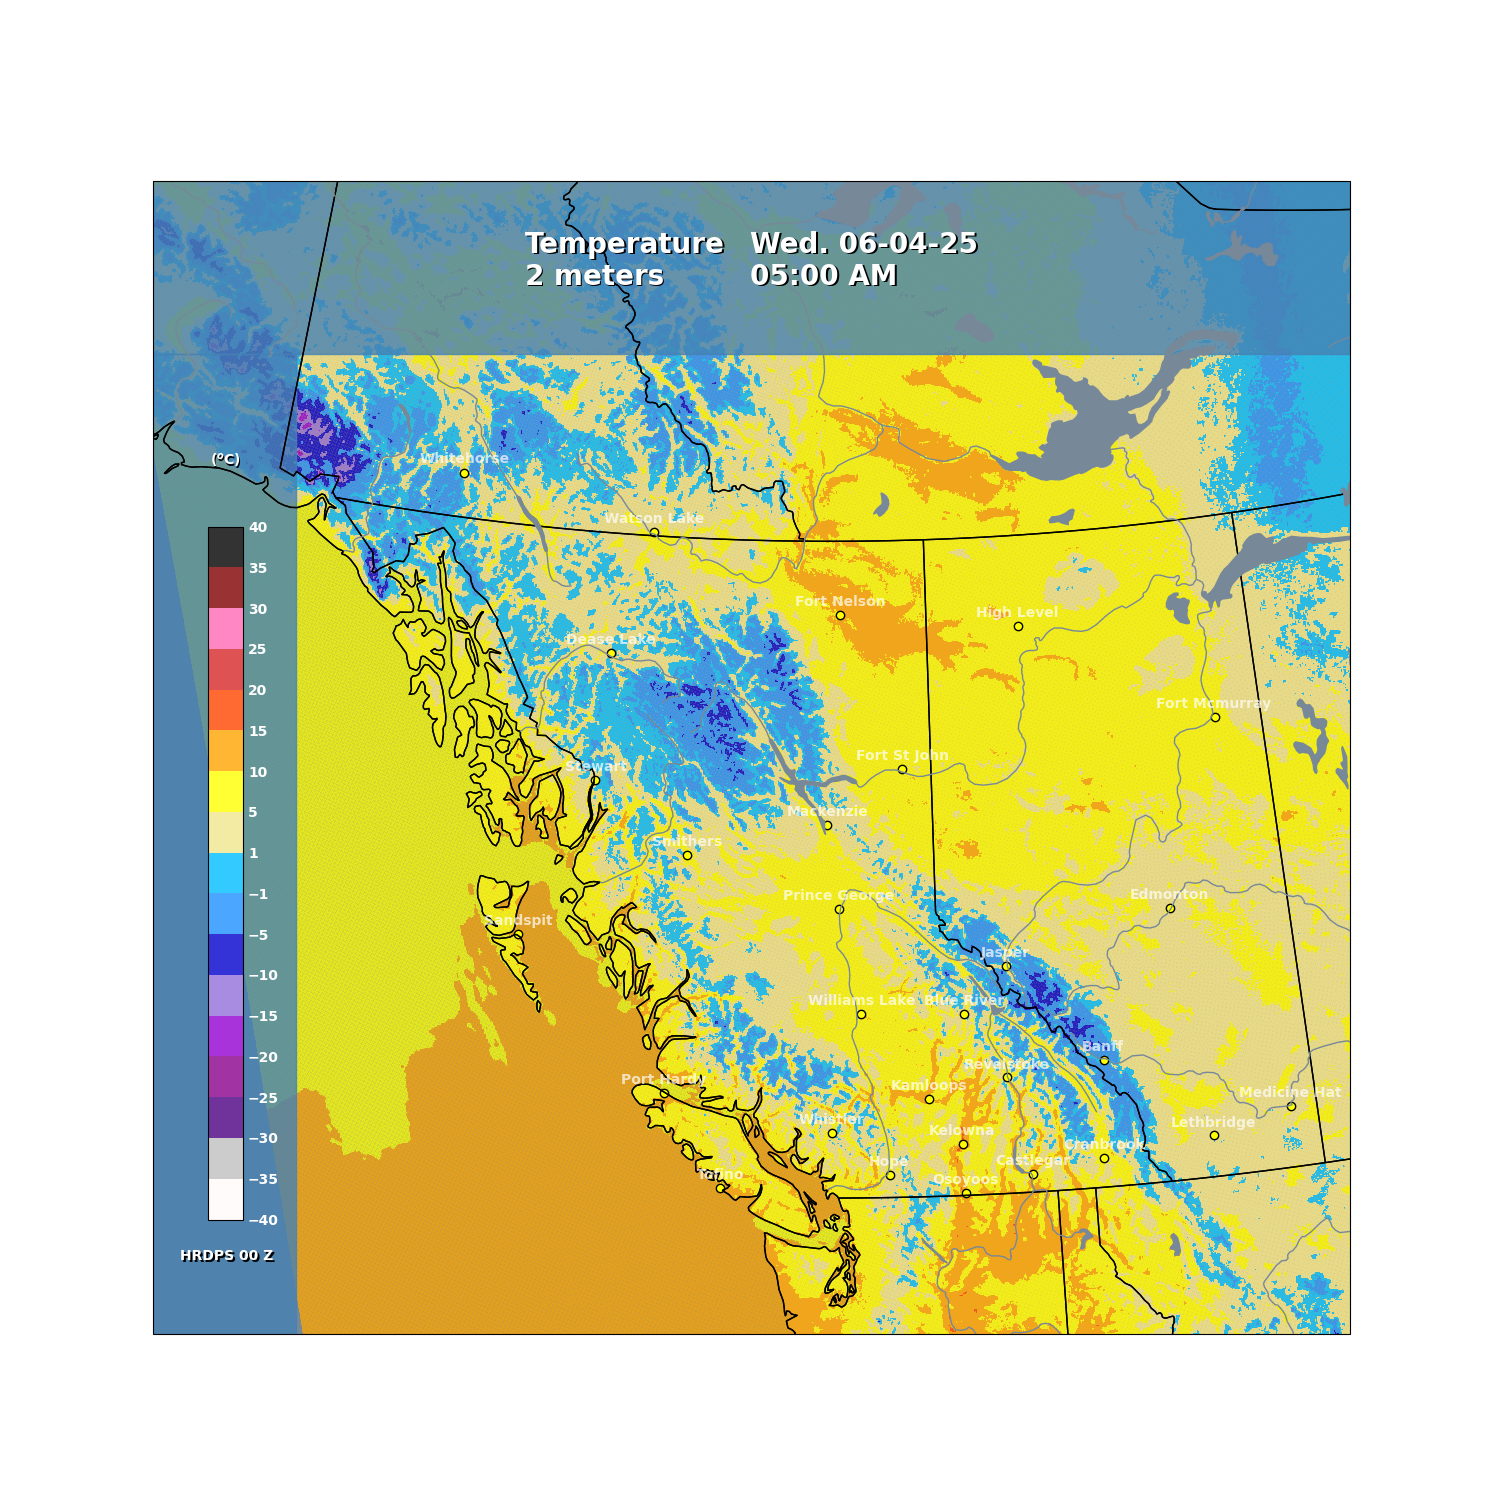 Temperature Wed. 06-04-25
2 meters 05:00 AM
Whitehorse
(°C)
Watson Lake
40
35
30
25
20
15
10
5
1
−1
−5
−10
−15
−20
−25
−30
−35
−40
Fort Nelson
High Level
Dease Lake
Fort Mcmurray
Fort St John
Stewart
Mackenzie
Smithers
Prince George
Edmonton
Sandspit
Jasper
Williams Lake
Blue River
Banff
Revelstoke
Port Hardy
Kamloops
Medicine Hat
Whistler
Lethbridge
Kelowna
Cranbrook
Hope
Castlegar
Tofino
Osoyoos
HRDPS 00 Z